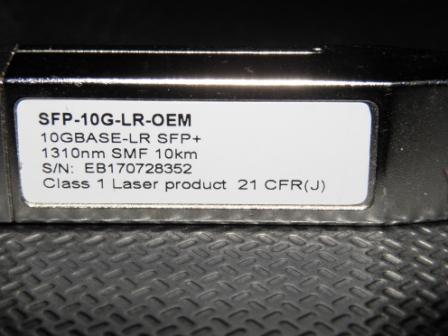 SFP-10G-LR-OEM
10GBASE-LR SFP+
1310nm SMF 10km
S/N: EB170728352
Class 1 Laser product 21 CFR(J)